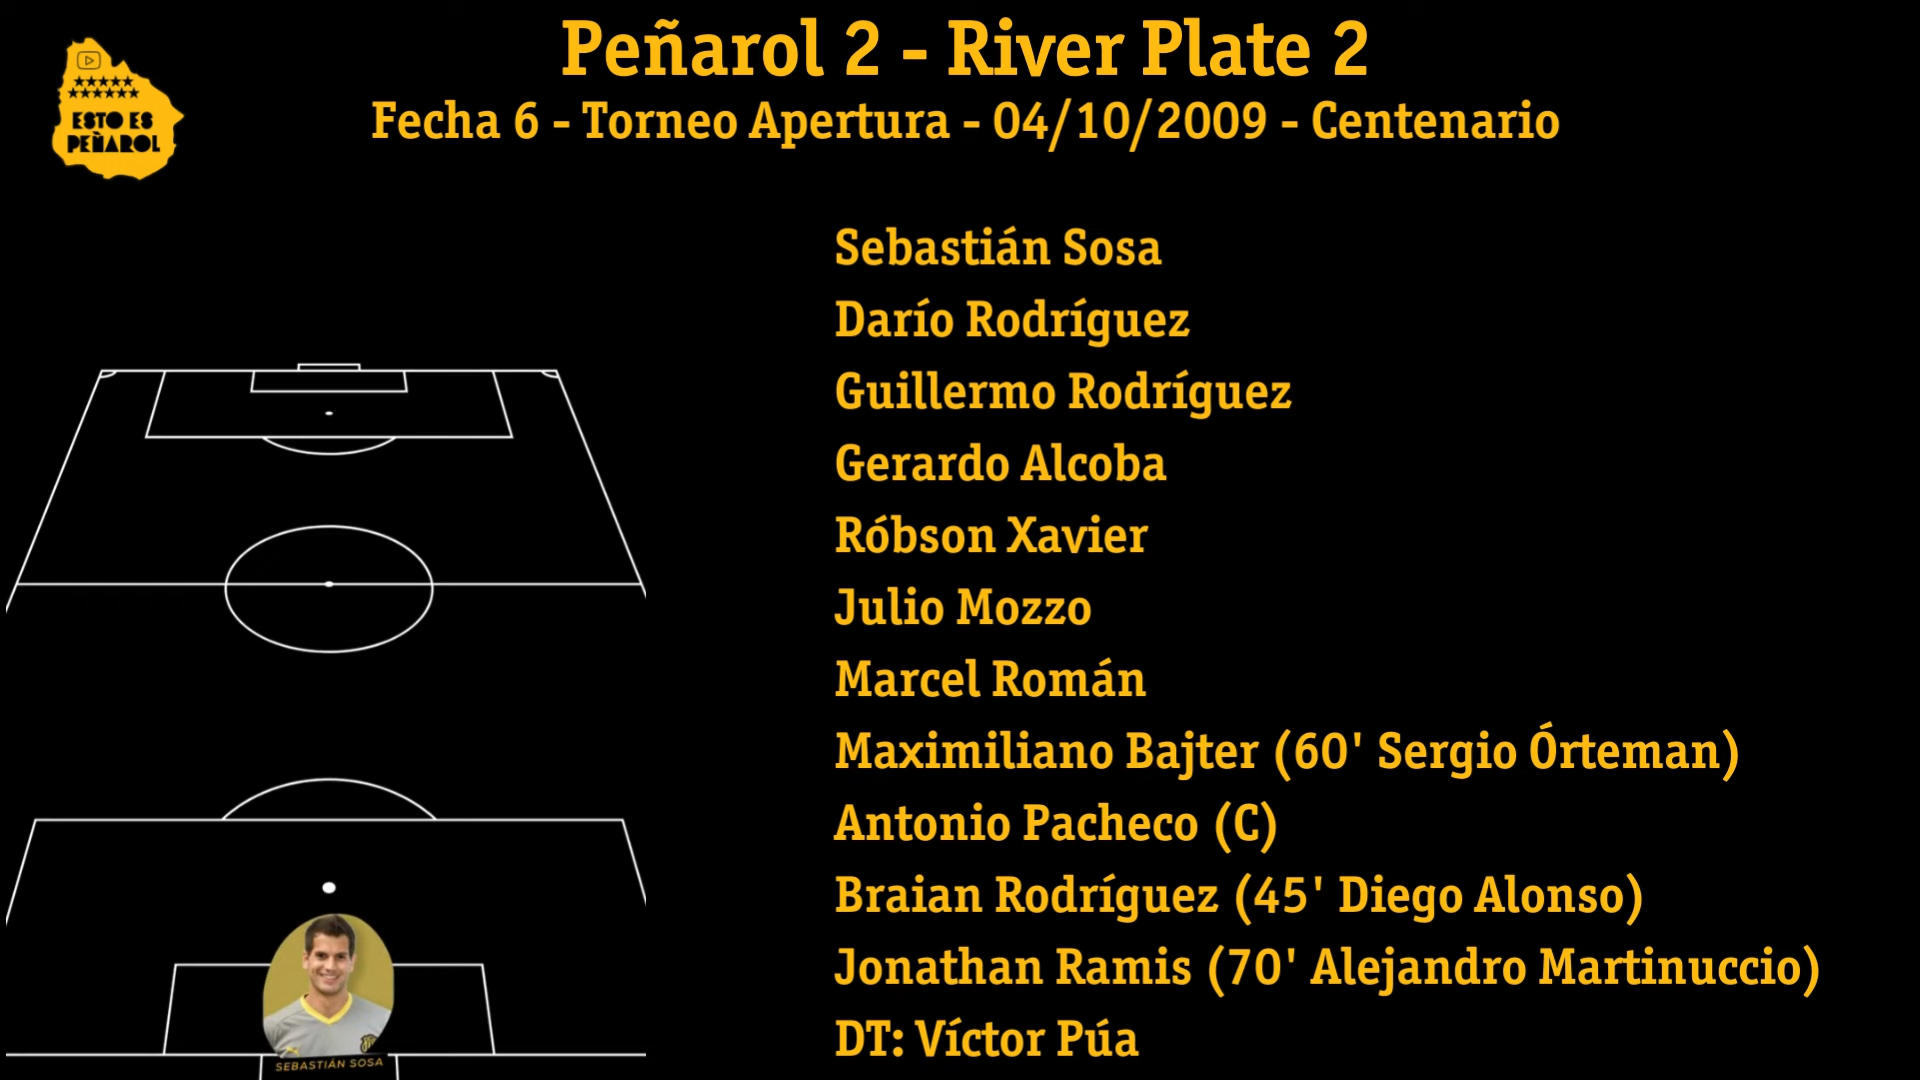 Peñarol 2 - River Plate 2
Fecha 6 - Torneo Apertura - 04/10/2009 - Centenario
ESTO ES
PEÑAROL
Sebastián Sosa
Darío Rodríguez
Guillermo Rodríguez
Gerardo Alcoba
Róbson Xavier
Julio Mozzo
Marcel Román
Maximiliano Bajter (60' Sergio Órteman)
Antonio Pacheco (C)
Braian Rodríguez (45' Diego Alonso)
Jonathan Ramis (70' Alejandro Martinuccio)
DT: Víctor Púa
SEBASTIÁN SOSA